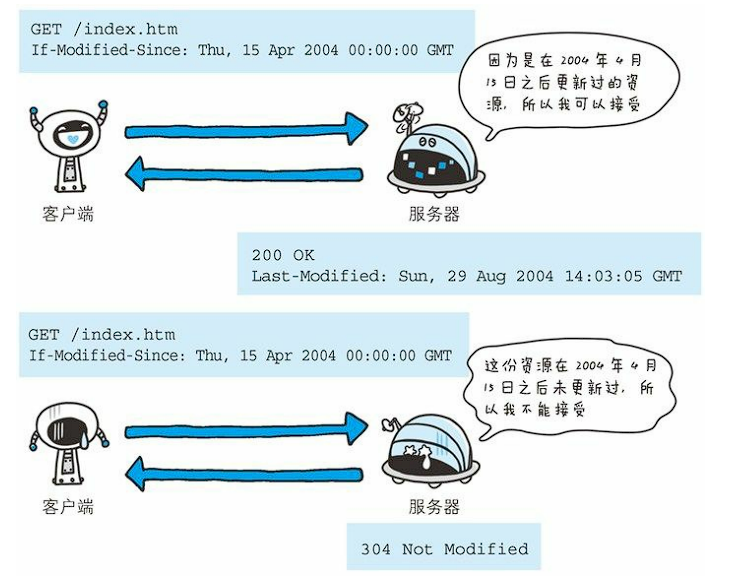 GET /index.htm
If-Modified-Since: Thu, 15 Apr 2004 00:00:00 GMT
因为是在 2004 年 4 月
15 日之后更新过的资
源，所以我可以接受
客户端
服务器
200 OK
Last-Modified: Sun, 29 Aug 2004 14:03:05 GMT
GET /index.htm
If-Modified-Since: Thu, 15 Apr 2004 00:00:00 GMT
这份资源在 2004 年 4 月
15 日之后未更新过，所
以我不能接受
客户端
服务器
304 Not Modified